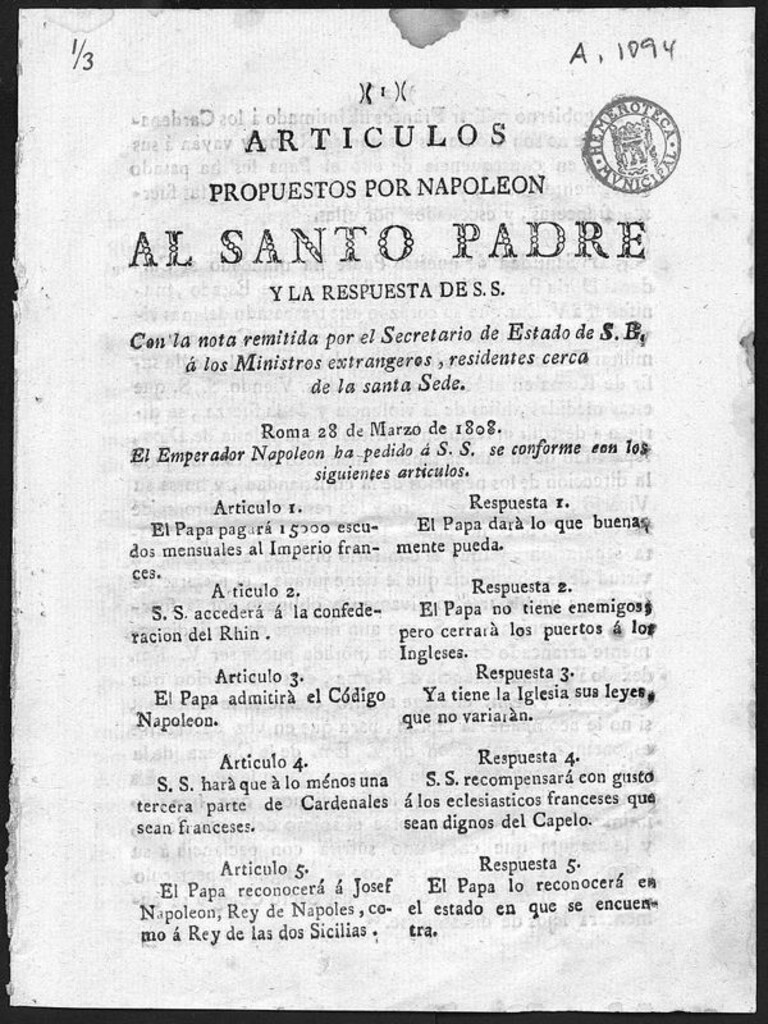 1/3
A. 1094
)( 1 )(
HEMEROTECA MVNICIPAL
ARTICULOS
PROPUESTOS POR NAPOLEON
AL SANTO PADRE
Y LA RESPUESTA DE S. S.
Con la nota remitida por el Secretario de Estado de S. B.
á los Ministros extrangeros, residentes cerca
de la santa Sede.
Roma 28 de Marzo de 1808.
El Emperador Napoleon ha pedido á S. S. se conforme con los
siguientes articulos.
Articulo 1.
El Papa pagará 15000 escu-
dos mensuales al Imperio fran-
ces.
Articulo 2.
S. S. accederá á la confede-
racion del Rhin.
Articulo 3.
El Papa admitirà el Código
Napoleon.
Articulo 4.
S. S. harà que à lo ménos una
tercera parte de Cardenales
sean franceses.
Articulo 5.
El Papa reconocerá á Josef
Napoleon, Rey de Napoles, co-
mo á Rey de las dos Sicilias.
Respuesta 1.
El Papa darà lo que buena-
mente pueda.
Respuesta 2.
El Papa no tiene enemigos;
pero cerrarà los puertos á los
Ingleses.
Respuesta 3.
Ya tiene la Iglesia sus leyes,
que no variaràn.
Respuesta 4.
S. S. recompensará con gusto
á los eclesiasticos franceses que
sean dignos del Capelo.
Respuesta 5.
El Papa lo reconocerá en
el estado en que se encuen-
tra.